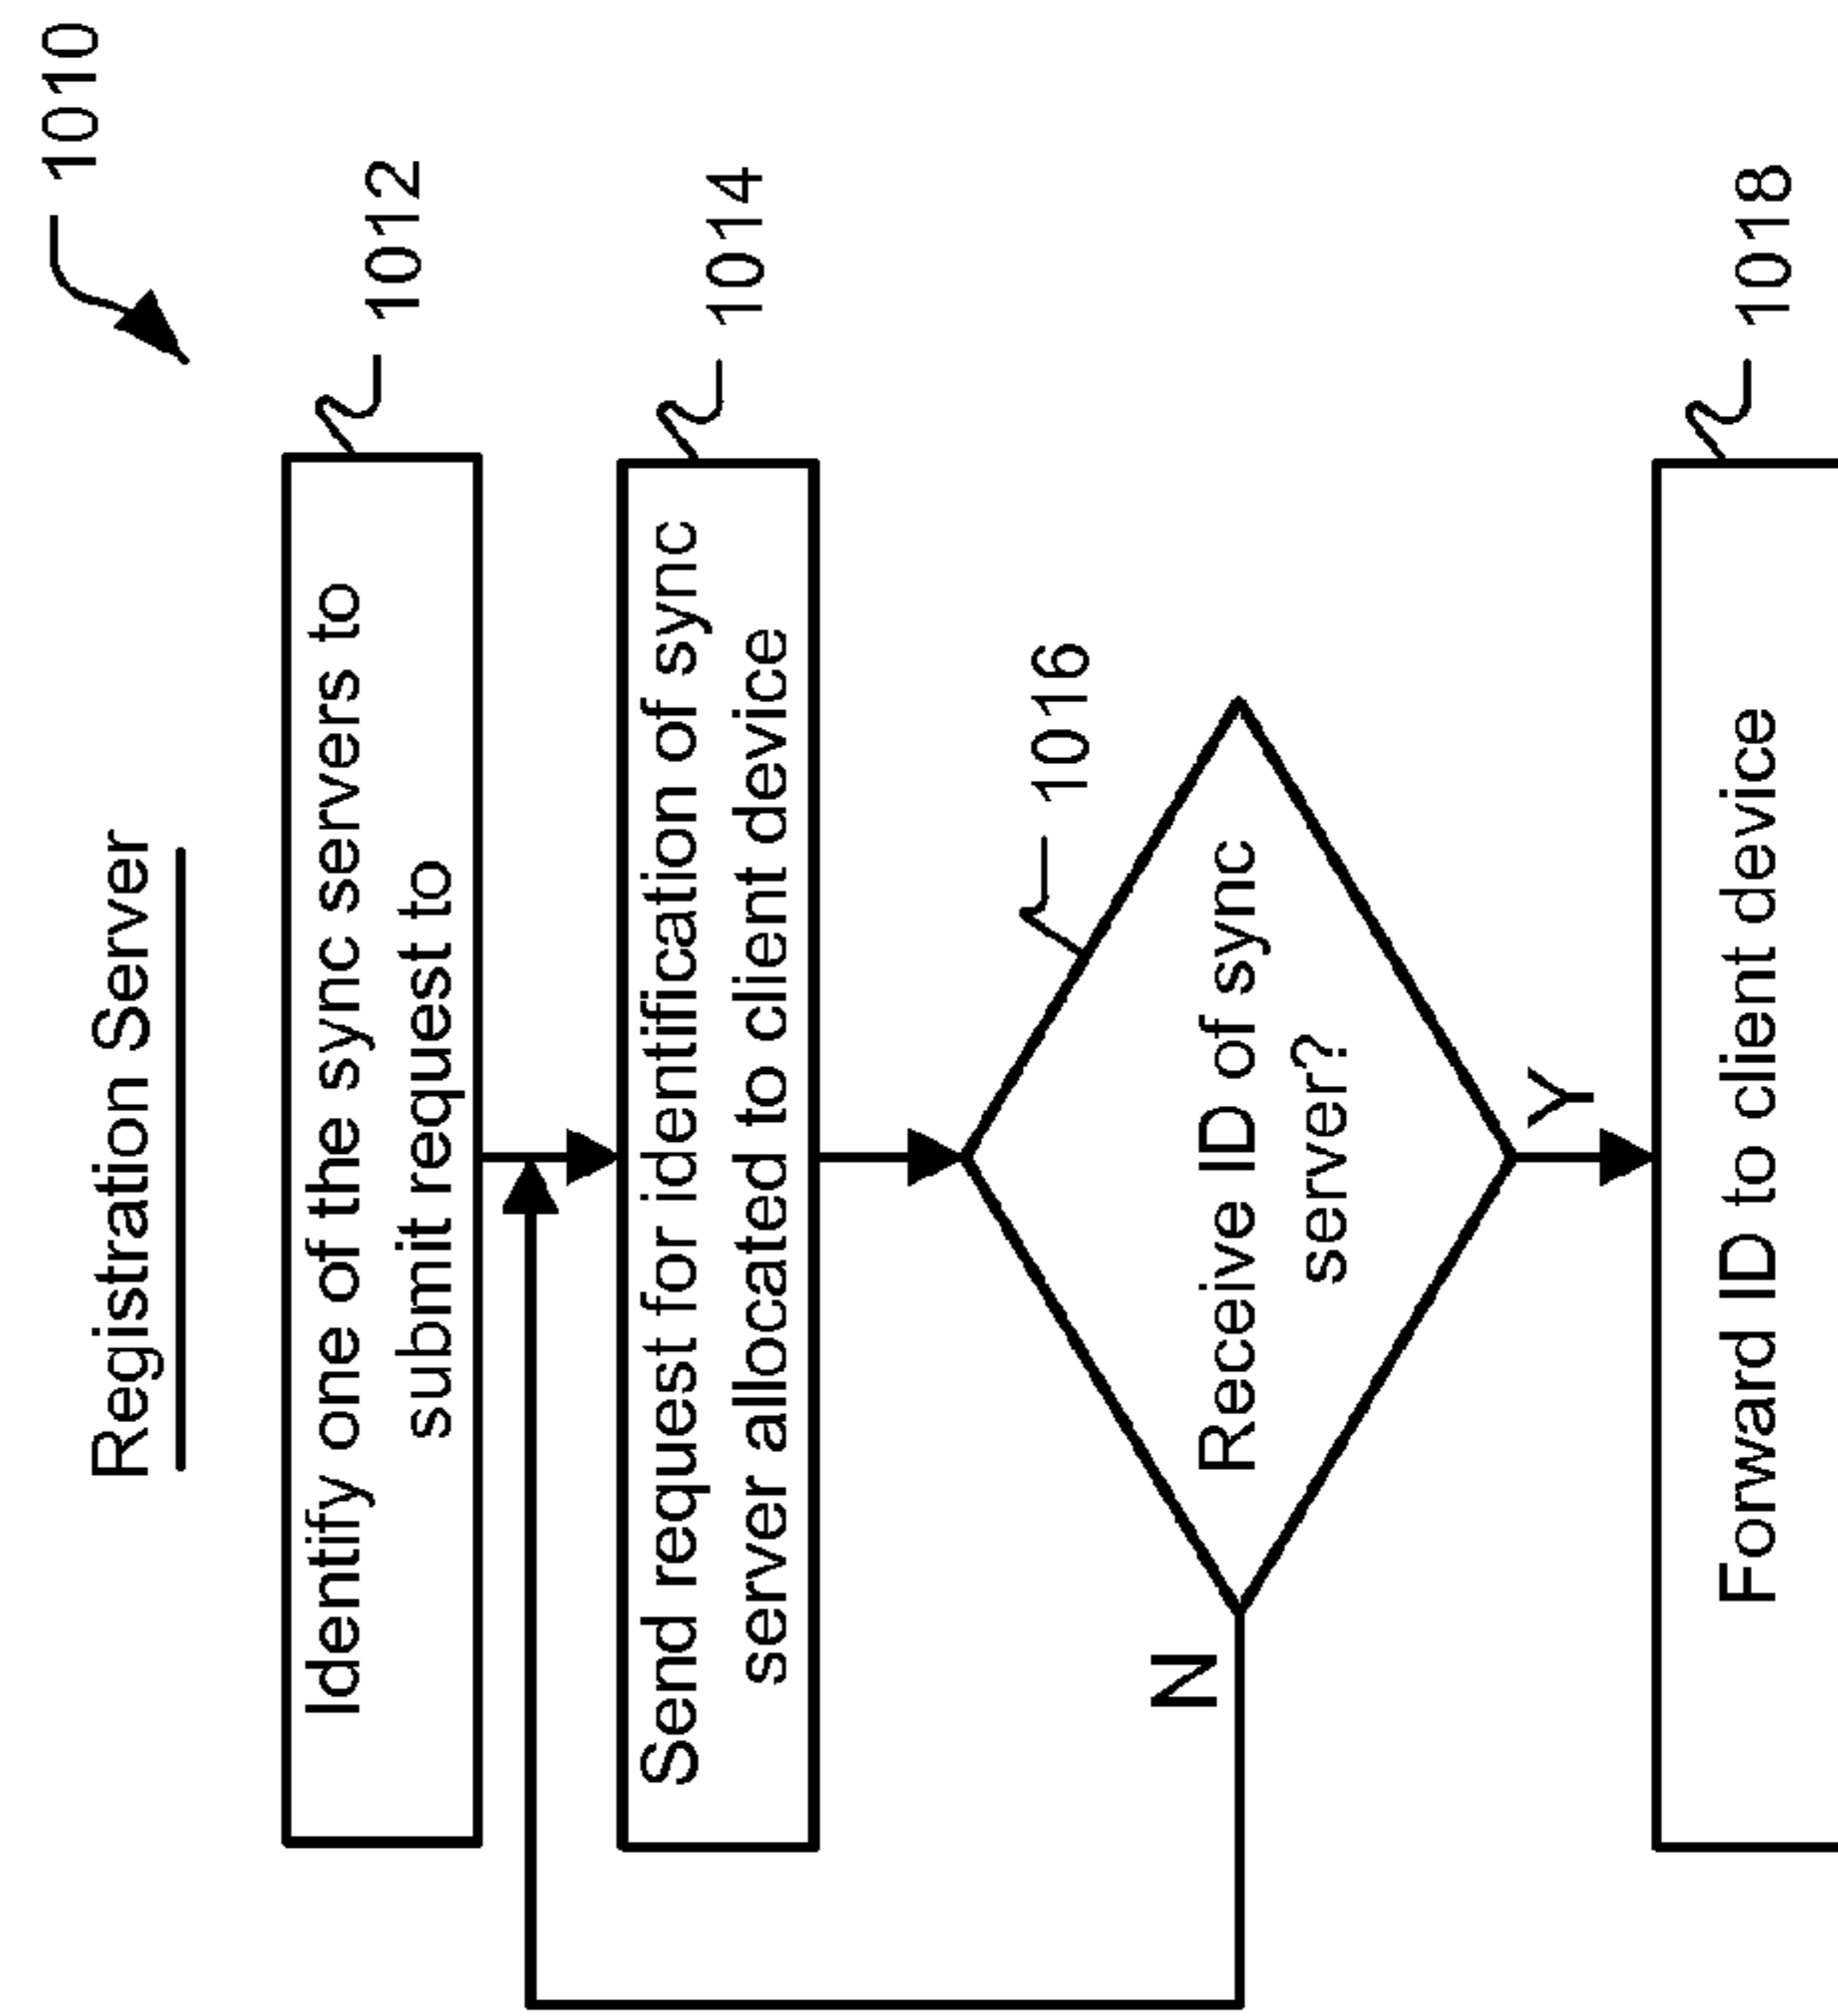 1010
Registration Server
Identify one of the sync servers to
submit request to
1012
Send request for identification of sync
server allocated to client device
1014
1016
Receive ID of sync
server?
N
Y
Forward ID to client device
1018